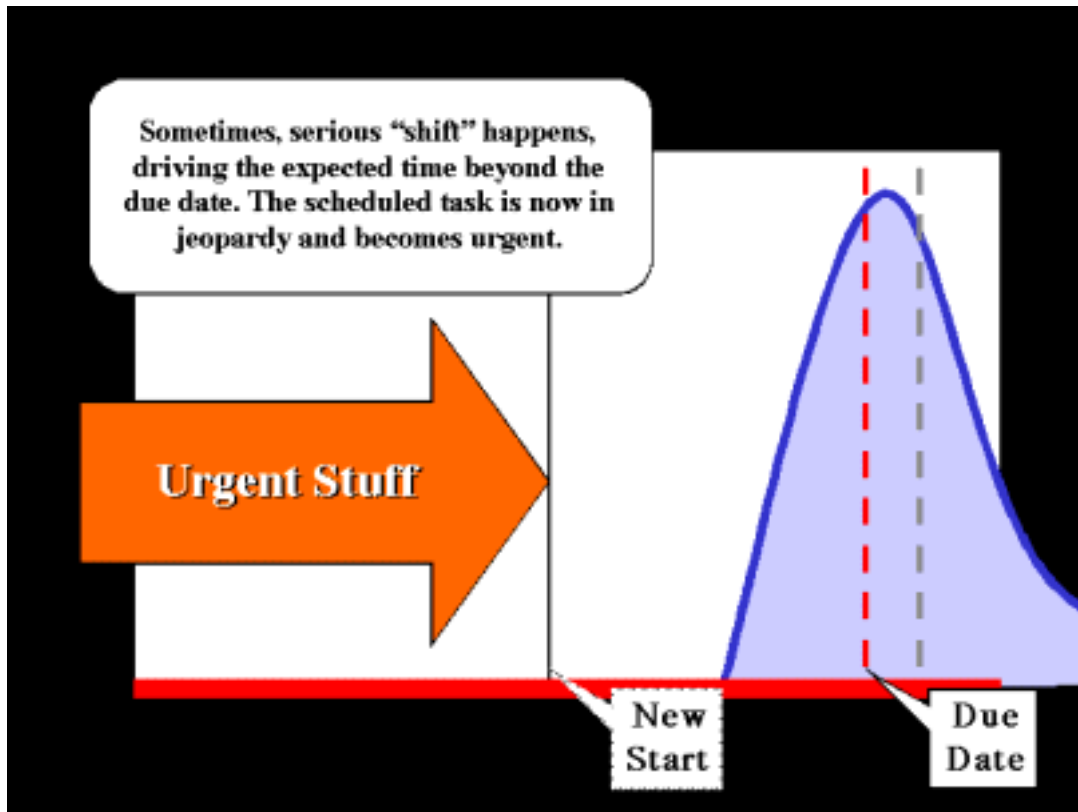 Sometimes, serious “shift” happens,
driving the expected time beyond the
due date. The scheduled task is now in
jeopardy and becomes urgent.
Urgent Stuff
New
Start
Due
Date